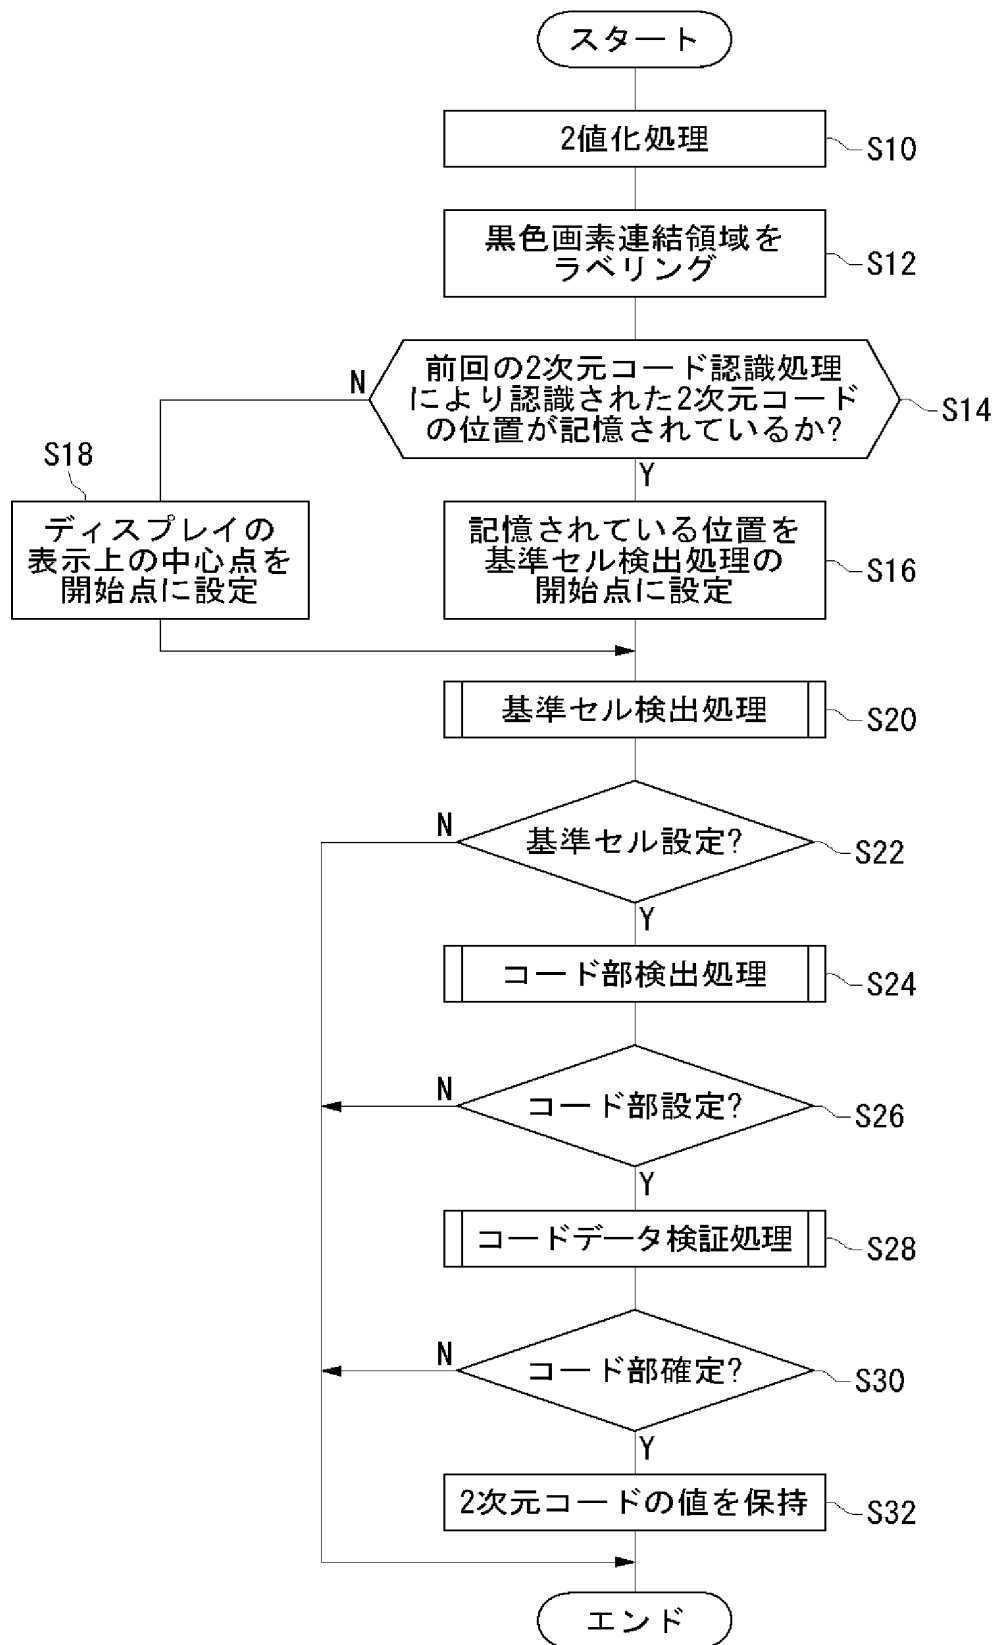 スタート
2値化処理
S10
黒色画素連結領域を
ラベリング
S12
前回の2次元コード認識処理
により認識された2次元コード
の位置が記憶されているか?
N
S14
Y
S18
ディスプレイの
表示上の中心点を
開始点に設定
記憶されている位置を
基準セル検出処理の
開始点に設定
S16
基準セル検出処理
S20
N
基準セル設定?
S22
Y
コード部検出処理
S24
N
コード部設定?
S26
Y
コードデータ検証処理
S28
N
コード部確定?
S30
Y
2次元コードの値を保持
S32
エンド